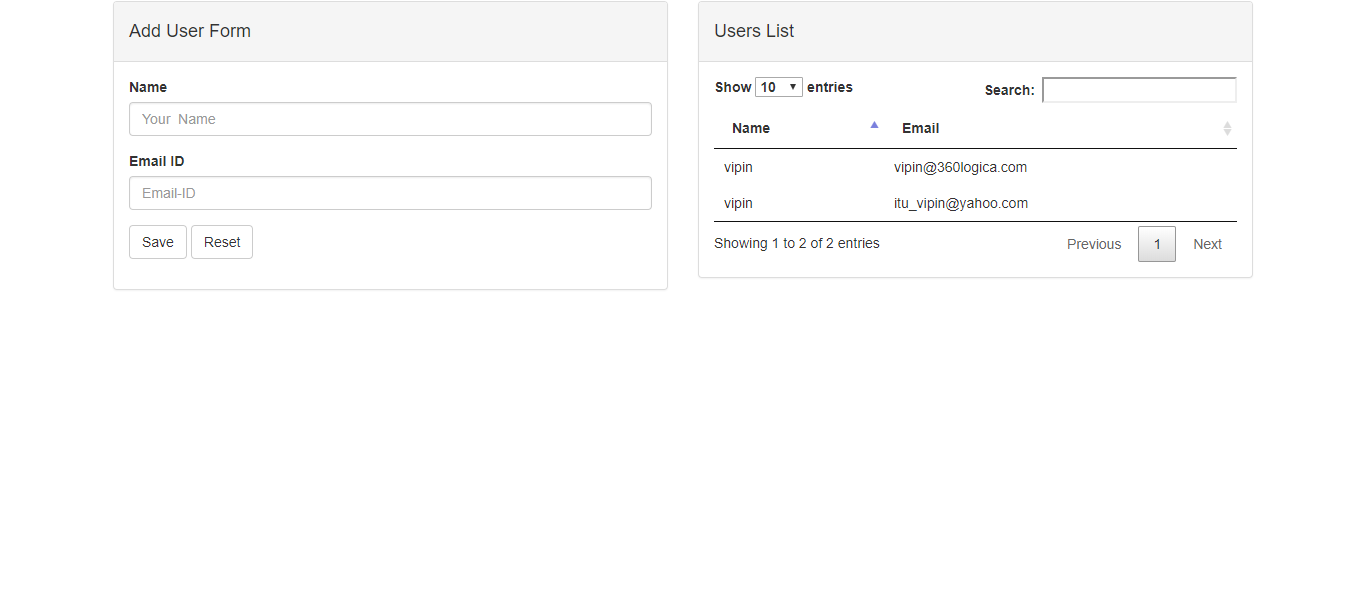 Add User Form
Name
Your Name
Email ID
Email-ID
Save Reset
Users List
Show 10 entries Search:
Name Email
vipin vipin@360logica.com
vipin itu_vipin@yahoo.com
Showing 1 to 2 of 2 entries Previous 1 Next